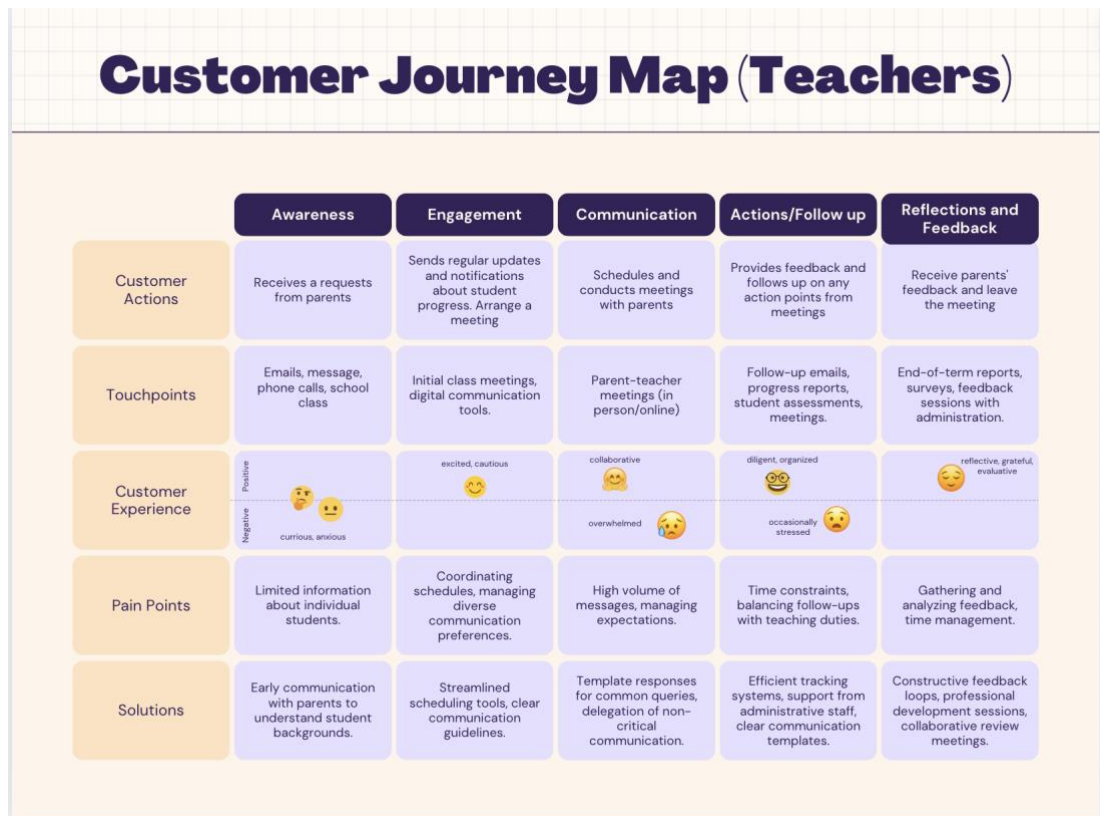 Customer Journey Map (Teachers)
Awareness
Engagement
Communication
Actions/Follow up
Reflections and
Feedback
Customer
Actions
Receives a requests
from parents
Sends regular updates
and notifications
about student
progress. Arrange a
meeting
Schedules and
conducts meetings
with parents
Provides feedback and
follows up on any
action points from
meetings
Receive parents'
feedback and leave
the meeting
Touchpoints
Emails, message,
phone calls, school
class
Initial class meetings,
digital communication
tools.
Parent-teacher
meetings (in
person/online)
Follow-up emails,
progress reports,
student assessments,
meetings.
End-of-term reports,
surveys, feedback
sessions with
administration.
Customer
Experience
Positive
Negative
currious, anxious
excited, cautious
collaborative
overwhelmed
diligent, organized
occasionally
stressed
reflective, grateful,
evaluative
Pain Points
Limited information
about individual
students.
Coordinating
schedules, managing
diverse
communication
preferences.
High volume of
messages, managing
expectations.
Time constraints,
balancing follow-ups
with teaching duties.
Gathering and
analyzing feedback,
time management.
Solutions
Early communication
with parents to
understand student
backgrounds.
Streamlined
scheduling tools, clear
communication
guidelines.
Template responses
for common queries,
delegation of non-
critical
communication.
Efficient tracking
systems, support from
administrative staff,
clear communication
templates.
Constructive feedback
loops, professional
development sessions,
collaborative review
meetings.